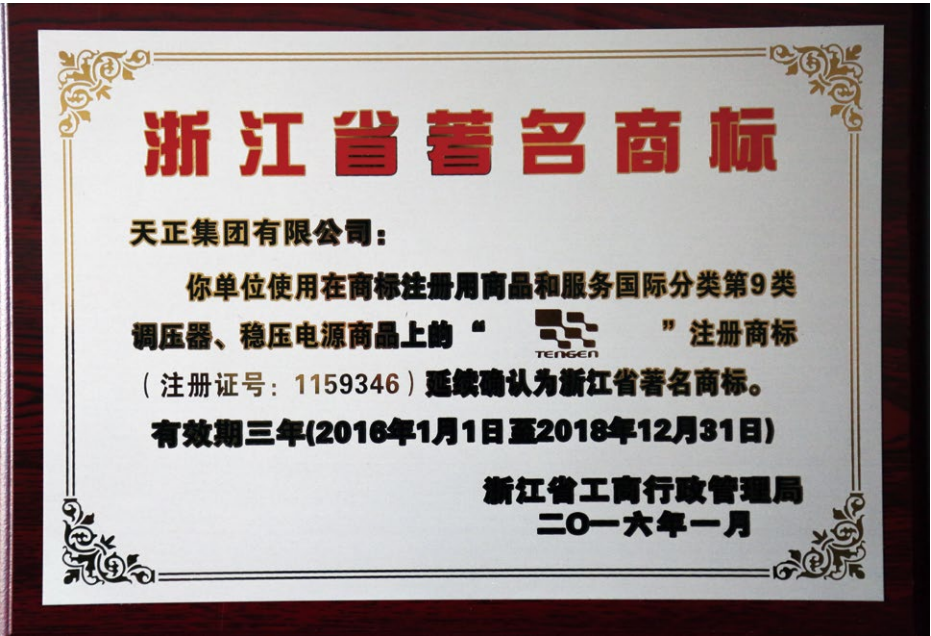 浙江省著名商标
天正集团有限公司：
你单位使用在商标注册用商品和服务国际分类第9类
调压器、稳压电源商品上的“ TENGEN ”注册商标
（注册证号：1159346）延续确认为浙江省著名商标。
有效期三年(2016年1月1日至2018年12月31日)
浙江省工商行政管理局
二O一六年一月